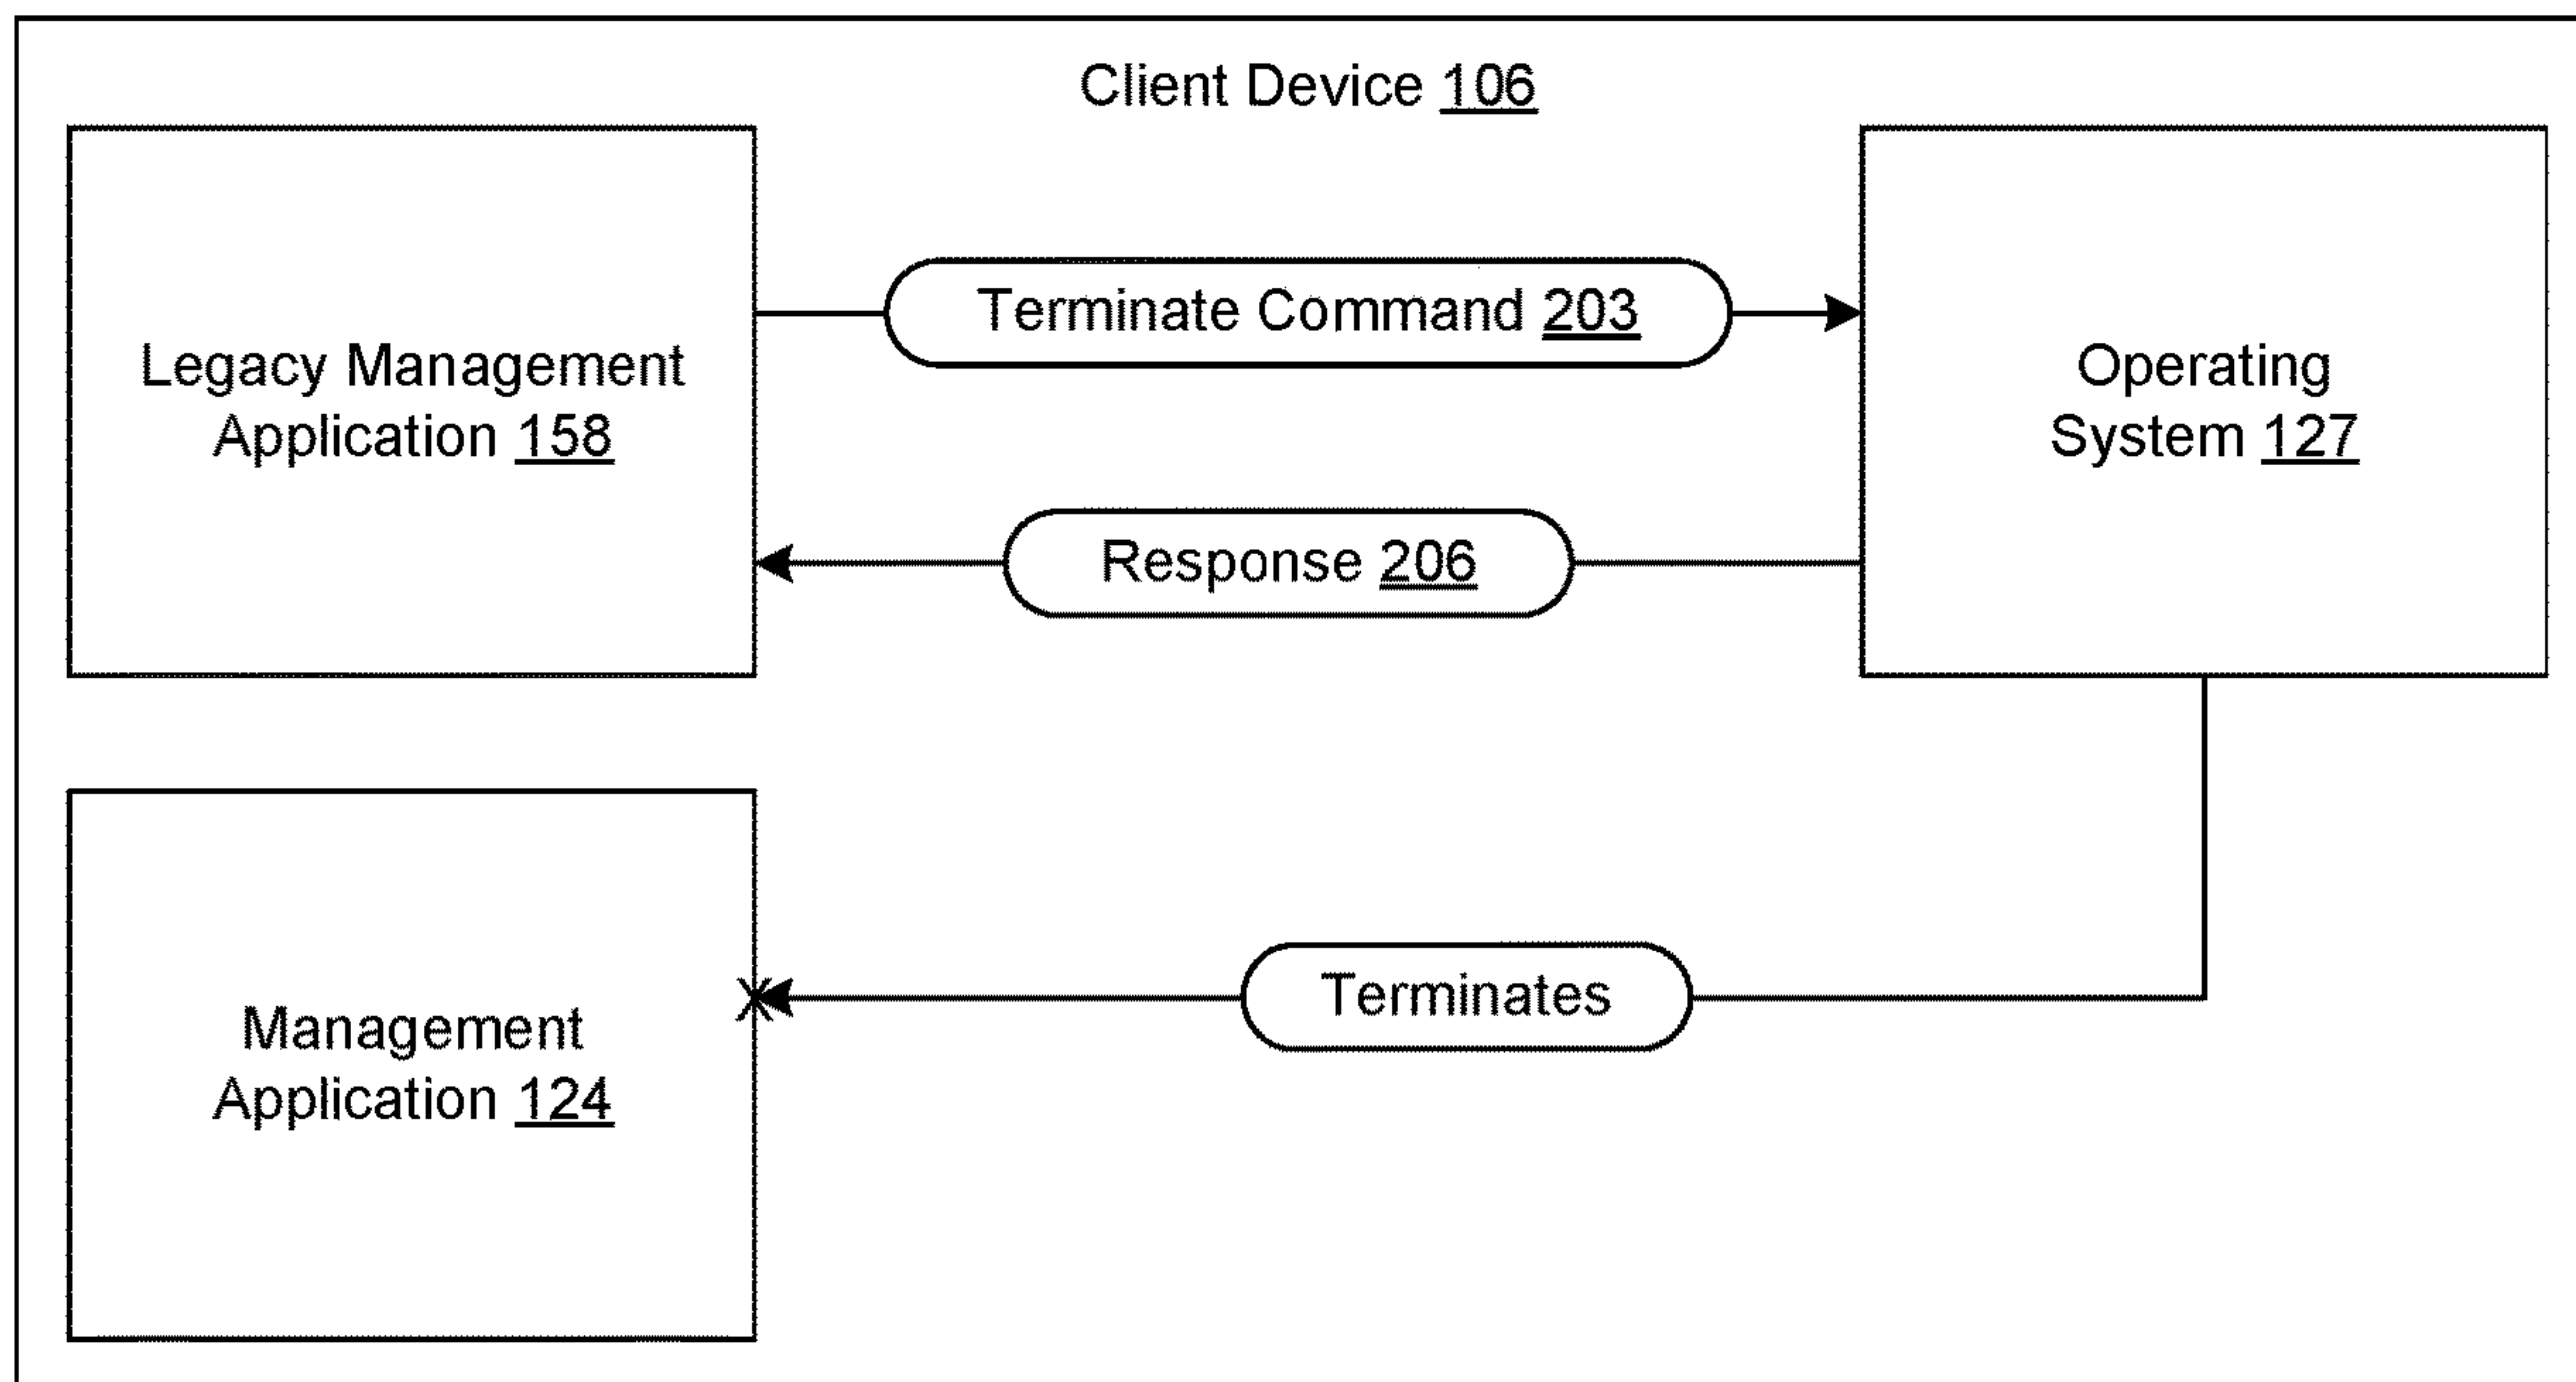 Client Device 106
Legacy Management
Application 158
Terminate Command 203
Response 206
Operating
System 127
Management
Application 124
Terminates